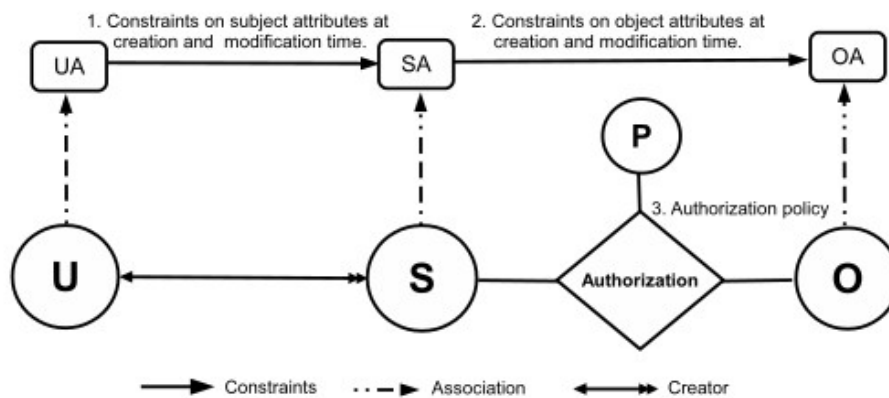 1. Constraints on subject attributes at
creation and modification time.
2. Constraints on object attributes at
creation and modification time.
UA
SA
OA
P
3. Authorization policy
U
S
Authorization
O
Constraints
Association
Creator